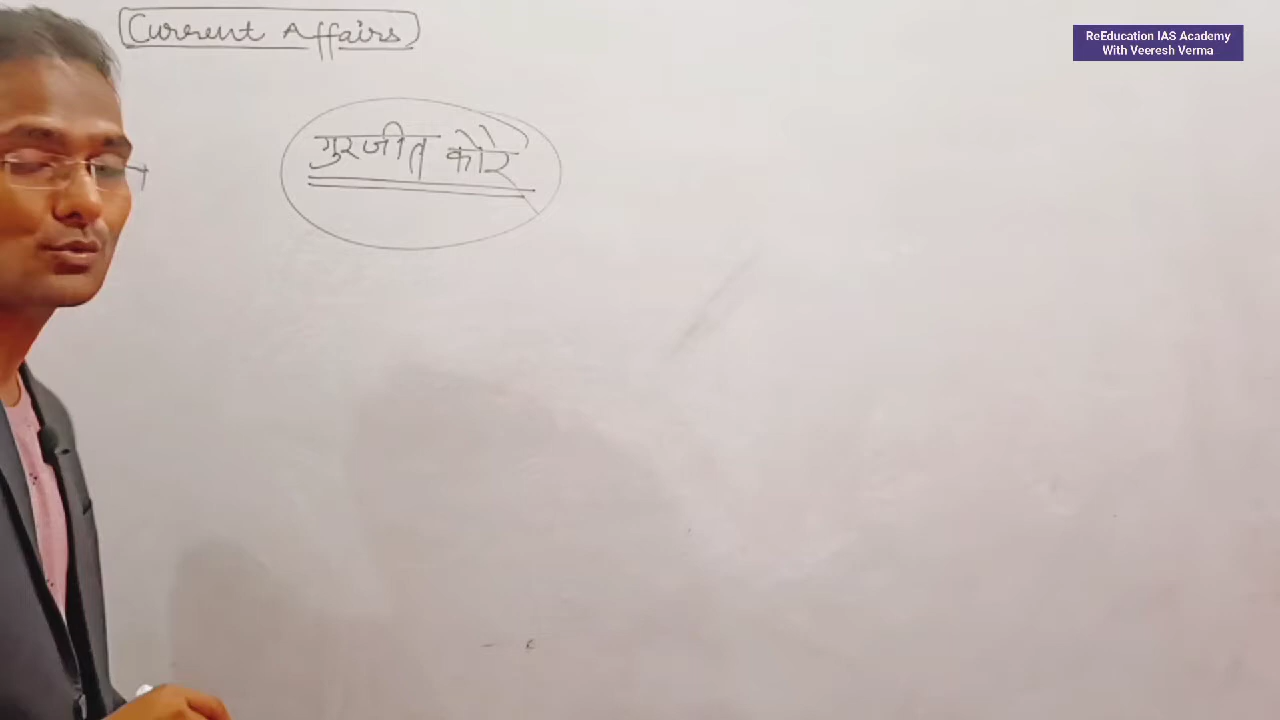 Current Affairs
ReEducation IAS Academy
With Veeresh Verma
गुरजीत कौर